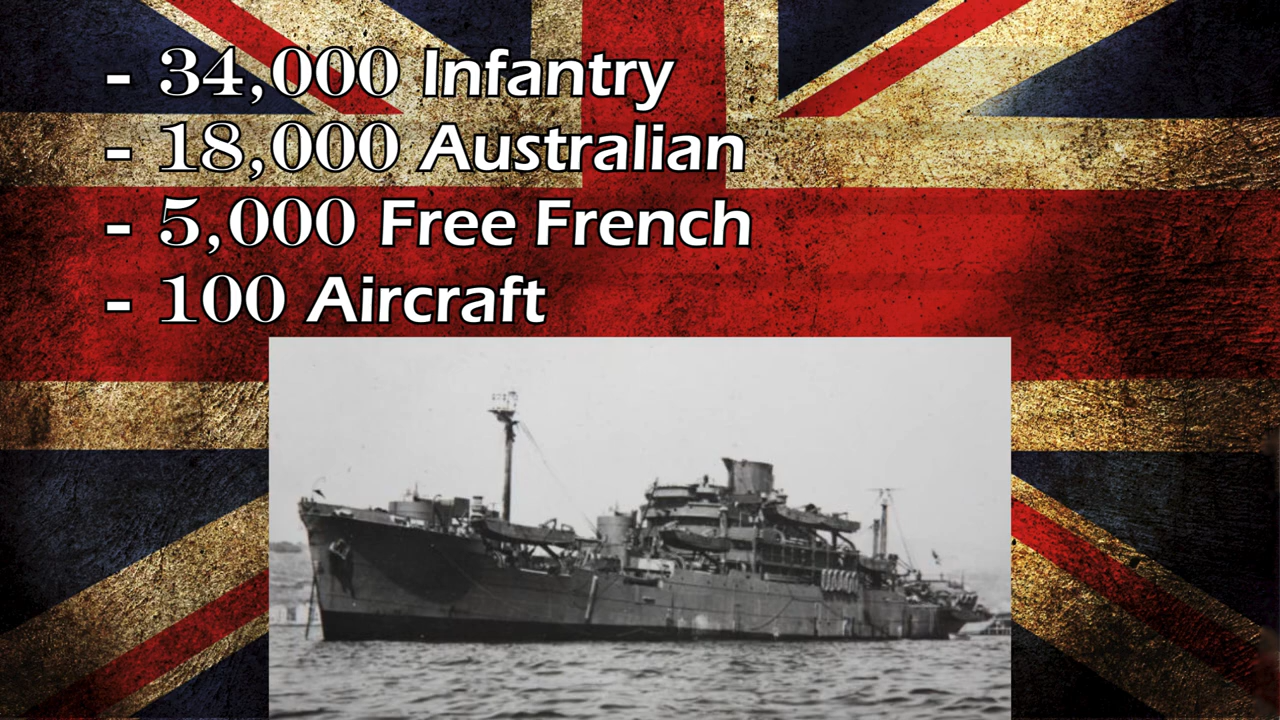 - 34,000 Infantry
- 18,000 Australian
- 5,000 Free French
- 100 Aircraft